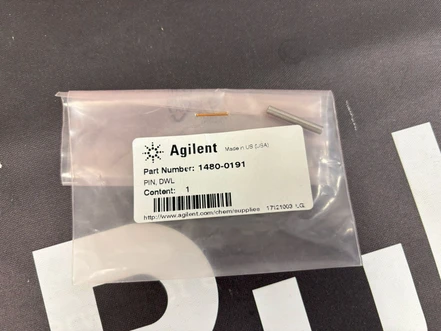 Agilent Made in US (USA)
Part Number: 1480-0191
PIN, DWL
Content: 1
http://www.agilent.com/chem/supplies